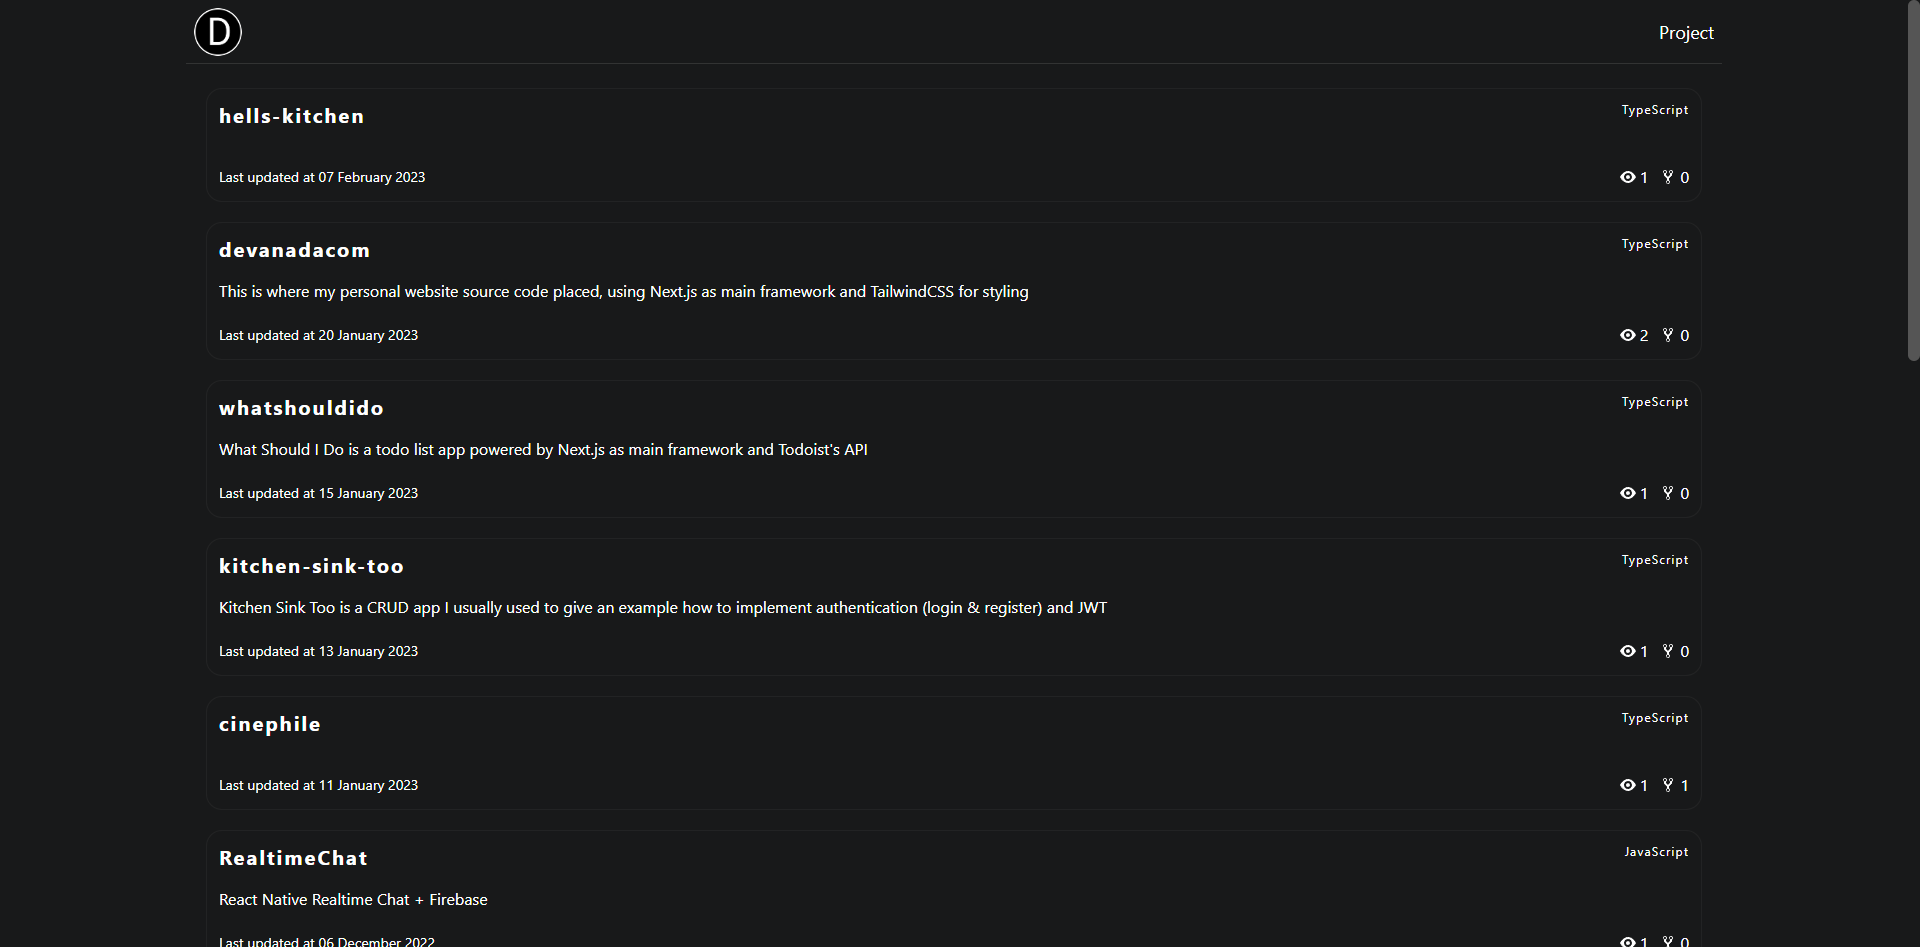 D
Project
hells-kitchen
TypeScript
Last updated at 07 February 2023
1 0
devanadacom
TypeScript
This is where my personal website source code placed, using Next.js as main framework and TailwindCSS for styling
Last updated at 20 January 2023
2 0
whatshouldido
TypeScript
What Should I Do is a todo list app powered by Next.js as main framework and Todoist's API
Last updated at 15 January 2023
1 0
kitchen-sink-too
TypeScript
Kitchen Sink Too is a CRUD app I usually used to give an example how to implement authentication (login & register) and JWT
Last updated at 13 January 2023
1 0
cinephile
TypeScript
Last updated at 11 January 2023
1 1
RealtimeChat
JavaScript
React Native Realtime Chat + Firebase
Last updated at 06 December 2022
1 0